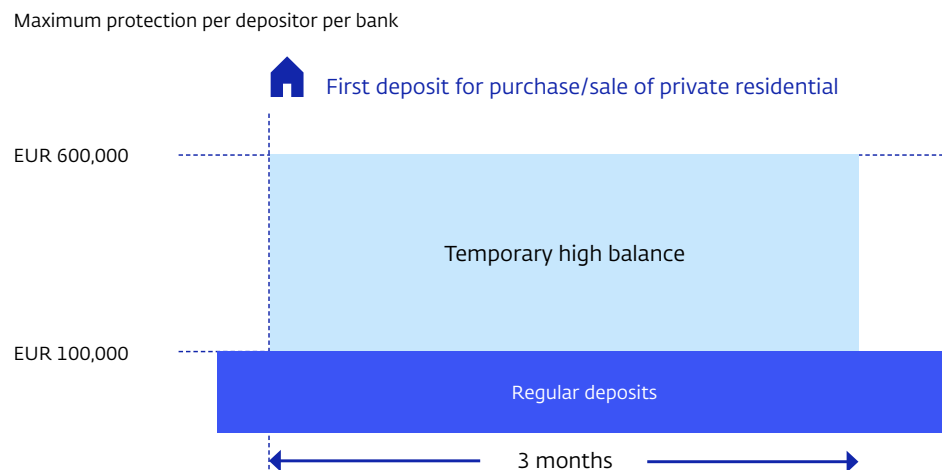 Maximum protection per depositor per bank
First deposit for purchase/sale of private residential
EUR 600,000
Temporary high balance
EUR 100,000
Regular deposits
3 months